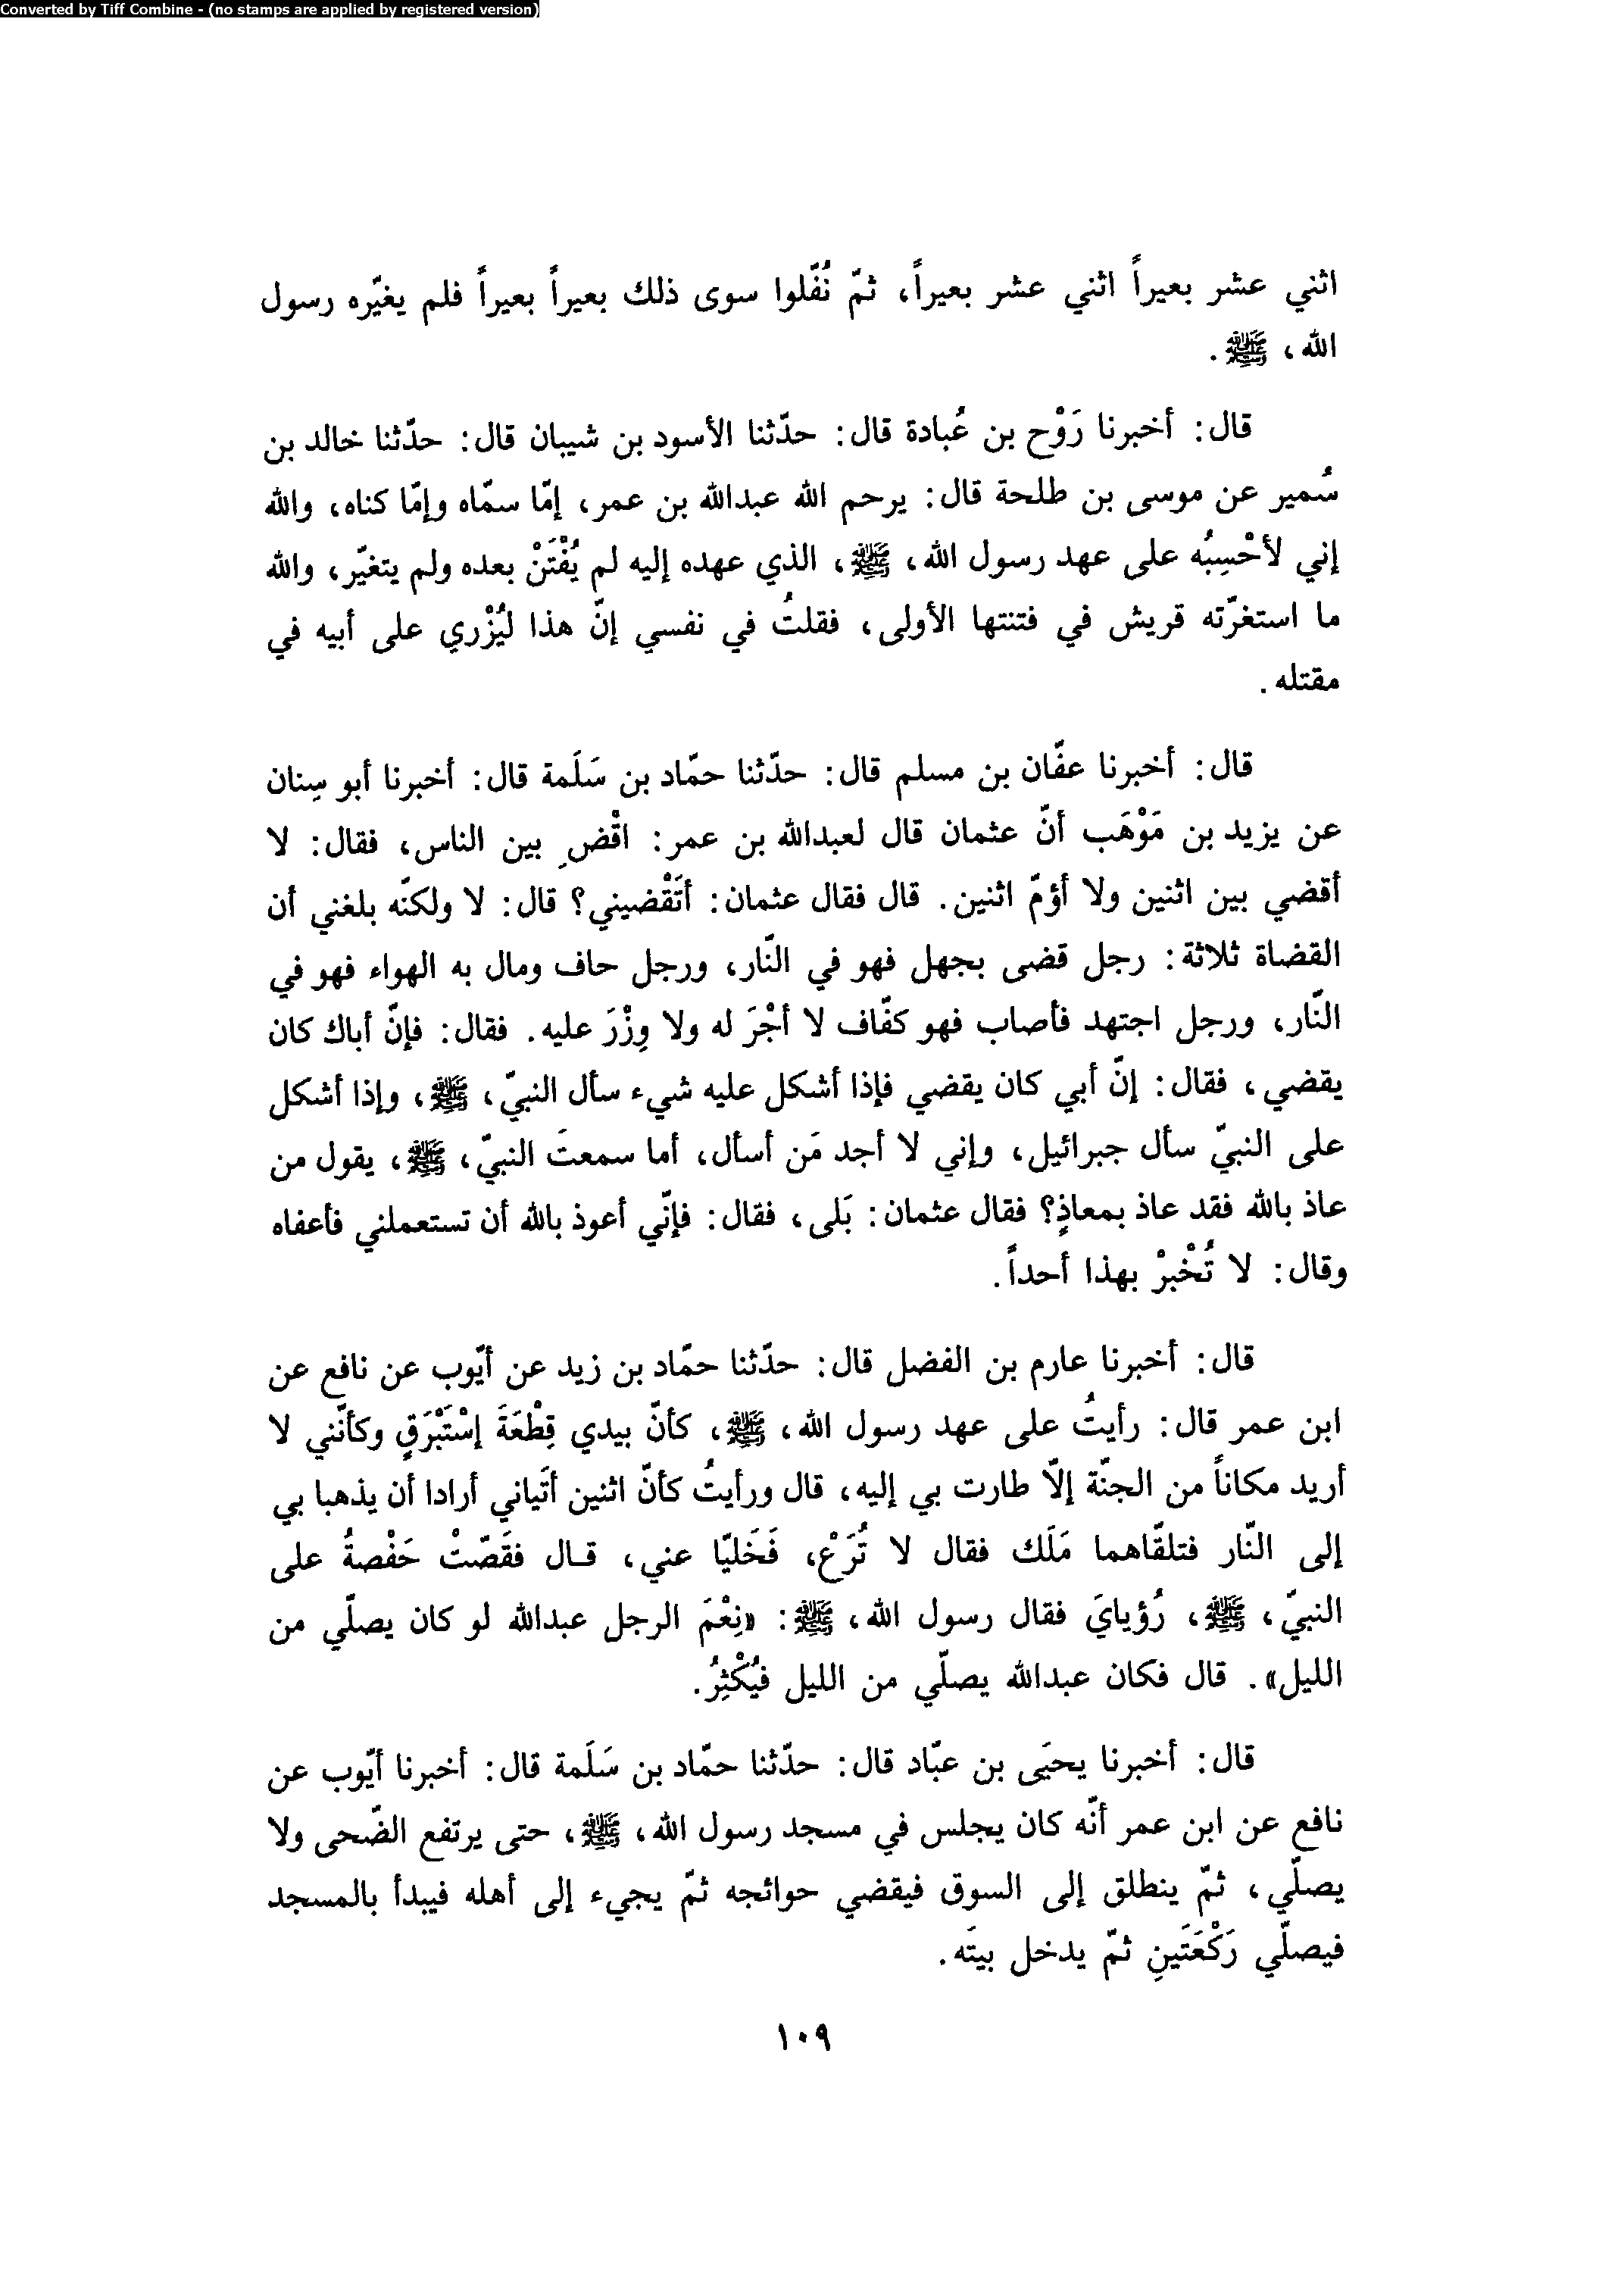 Converted by Tiff Combine - (no stamps are applied by registered version)
اثني عشر بعيراً اثني عشر بعيراً، ثمّ نُفّلوا سوى ذلك بعيراً بعيراً فلم يغيّره رسول
الله، ﷺ.
قال: أخبرنا رَوْح بن عُبادة قال: حدّثنا الأسود بن شيبان قال: حدّثنا خالد بن
سُمير عن موسى بن طلحة قال: يرحم الله عبدالله بن عمر، إمّا سمّاه وإمّا كناه، والله
إني لأحْسِبُه على عهد رسول الله، ﷺ، الذي عهده إليه لم يُفْتَنْ بعده ولم يتغيّر، والله
ما استغرّته قريش في فتنتها الأولى، فقلتُ في نفسي إنّ هذا ليُزْري على أبيه في
مقتله.
قال: أخبرنا عفّان بن مسلم قال: حدّثنا حمّاد بن سَلَمة قال: أخبرنا أبو سِنان
عن يزيد بن مَوْهَب أنّ عثمان قال لعبدالله بن عمر: اقْضِ بين الناس، فقال: لا
أقضي بين اثنين ولا أؤمّ اثنين. قال فقال عثمان: أتَقْضيني؟ قال: لا ولكنّه بلغني أن
القضاة ثلاثة: رجل قضى بجهل فهو في النّار، ورجل حاف ومال به الهواء فهو في
النّار، ورجل اجتهد فأصاب فهو كفّاف لا أجْرَ له ولا وِزْرَ عليه. فقال: فإنّ أباك كان
يقضي، فقال: إنّ أبي كان يقضي فإذا أشكل عليه شيء سأل النبيّ، ﷺ، وإذا أشكل
على النبيّ سأل جبرائيل، وإني لا أجد مَن أسأل، أما سمعتَ النبيّ، ﷺ، يقول من
عاذ بالله فقد عاذ بمعاذٍ؟ فقال عثمان: بَلى، فقال: فإنّي أعوذ بالله أن تستعملني فأعفاه
وقال: لا تُخْبرْ بهذا أحداً.
قال: أخبرنا عارم بن الفضل قال: حدّثنا حمّاد بن زيد عن أيّوب عن نافع عن
ابن عمر قال: رأيتُ على عهد رسول الله، ﷺ، كأنّ بيدي قِطْعَةَ إسْتَبْرَقٍ وكأنّني لا
أريد مكاناً من الجنّة إلّا طارت بي إليه، قال ورأيتُ كأنّ اثنين أتَياني أرادا أن يذهبا بي
إلى النّار فتلقّاهما مَلَك فقال لا تُرَعْ، فَخَليّا عني، قال فقَصّتْ حَفْصةُ على
النبيّ، ﷺ، رُؤيايَ فقال رسول الله، ﷺ: «نِعْمَ الرجل عبدالله لو كان يصلّي من
الليل». قال فكان عبدالله يصلّي من الليل فيُكْثِرُ.
قال: أخبرنا يحيَى بن عبّاد قال: حدّثنا حمّاد بن سَلَمة قال: أخبرنا أيّوب عن
نافع عن ابن عمر أنّه كان يجلس في مسجد رسول الله، ﷺ، حتى يرتفع الضّحى ولا
يصلّي، ثمّ ينطلق إلى السوق فيقضي حوائجه ثمّ يجيء إلى أهله فيبدأ بالمسجد
فيصلّي رَكْعَتَينِ ثمّ يدخل بيتَه.
١٠٩